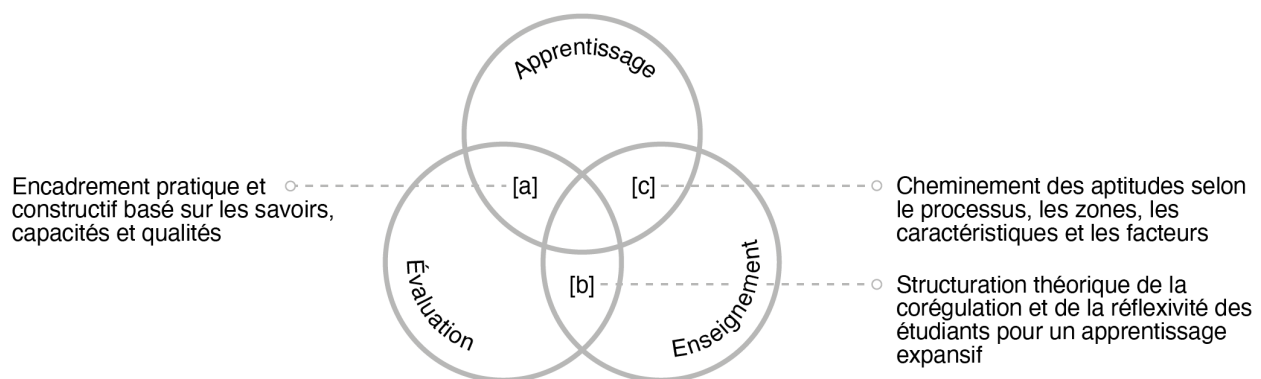 Apprentissage
Encadrement pratique et
constructif basé sur les savoirs,
capacités et qualités
[a]
[c]
Cheminement des aptitudes selon
le processus, les zones, les
caractéristiques et les facteurs
Évaluation
[b]
Enseignement
Structuration théorique de la
corégulation et de la réflexivité des
étudiants pour un apprentissage
expansif